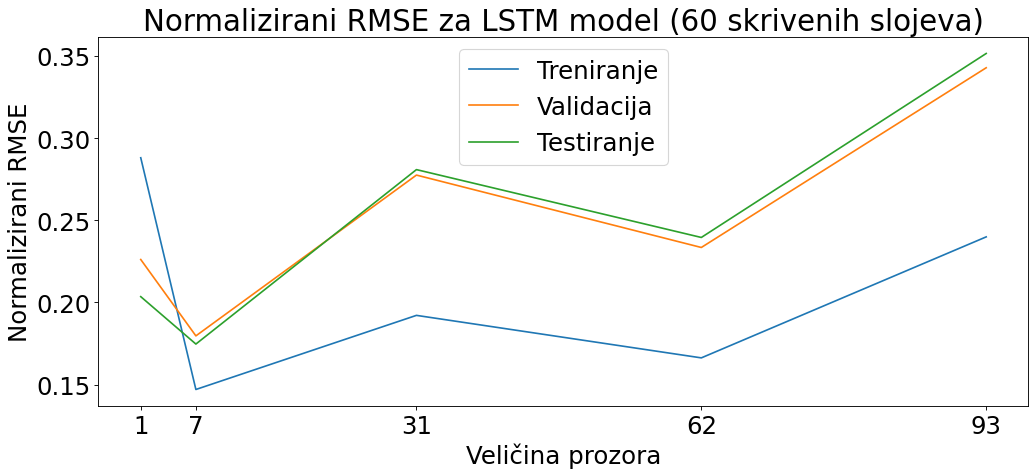 Normalizirani RMSE za LSTM model (60 skrivenih slojeva)
Normalizirani RMSE
0.35
0.30
0.25
0.20
0.15
Treniranje
Validacija
Testiranje
1 7 31 62 93
Veličina prozora